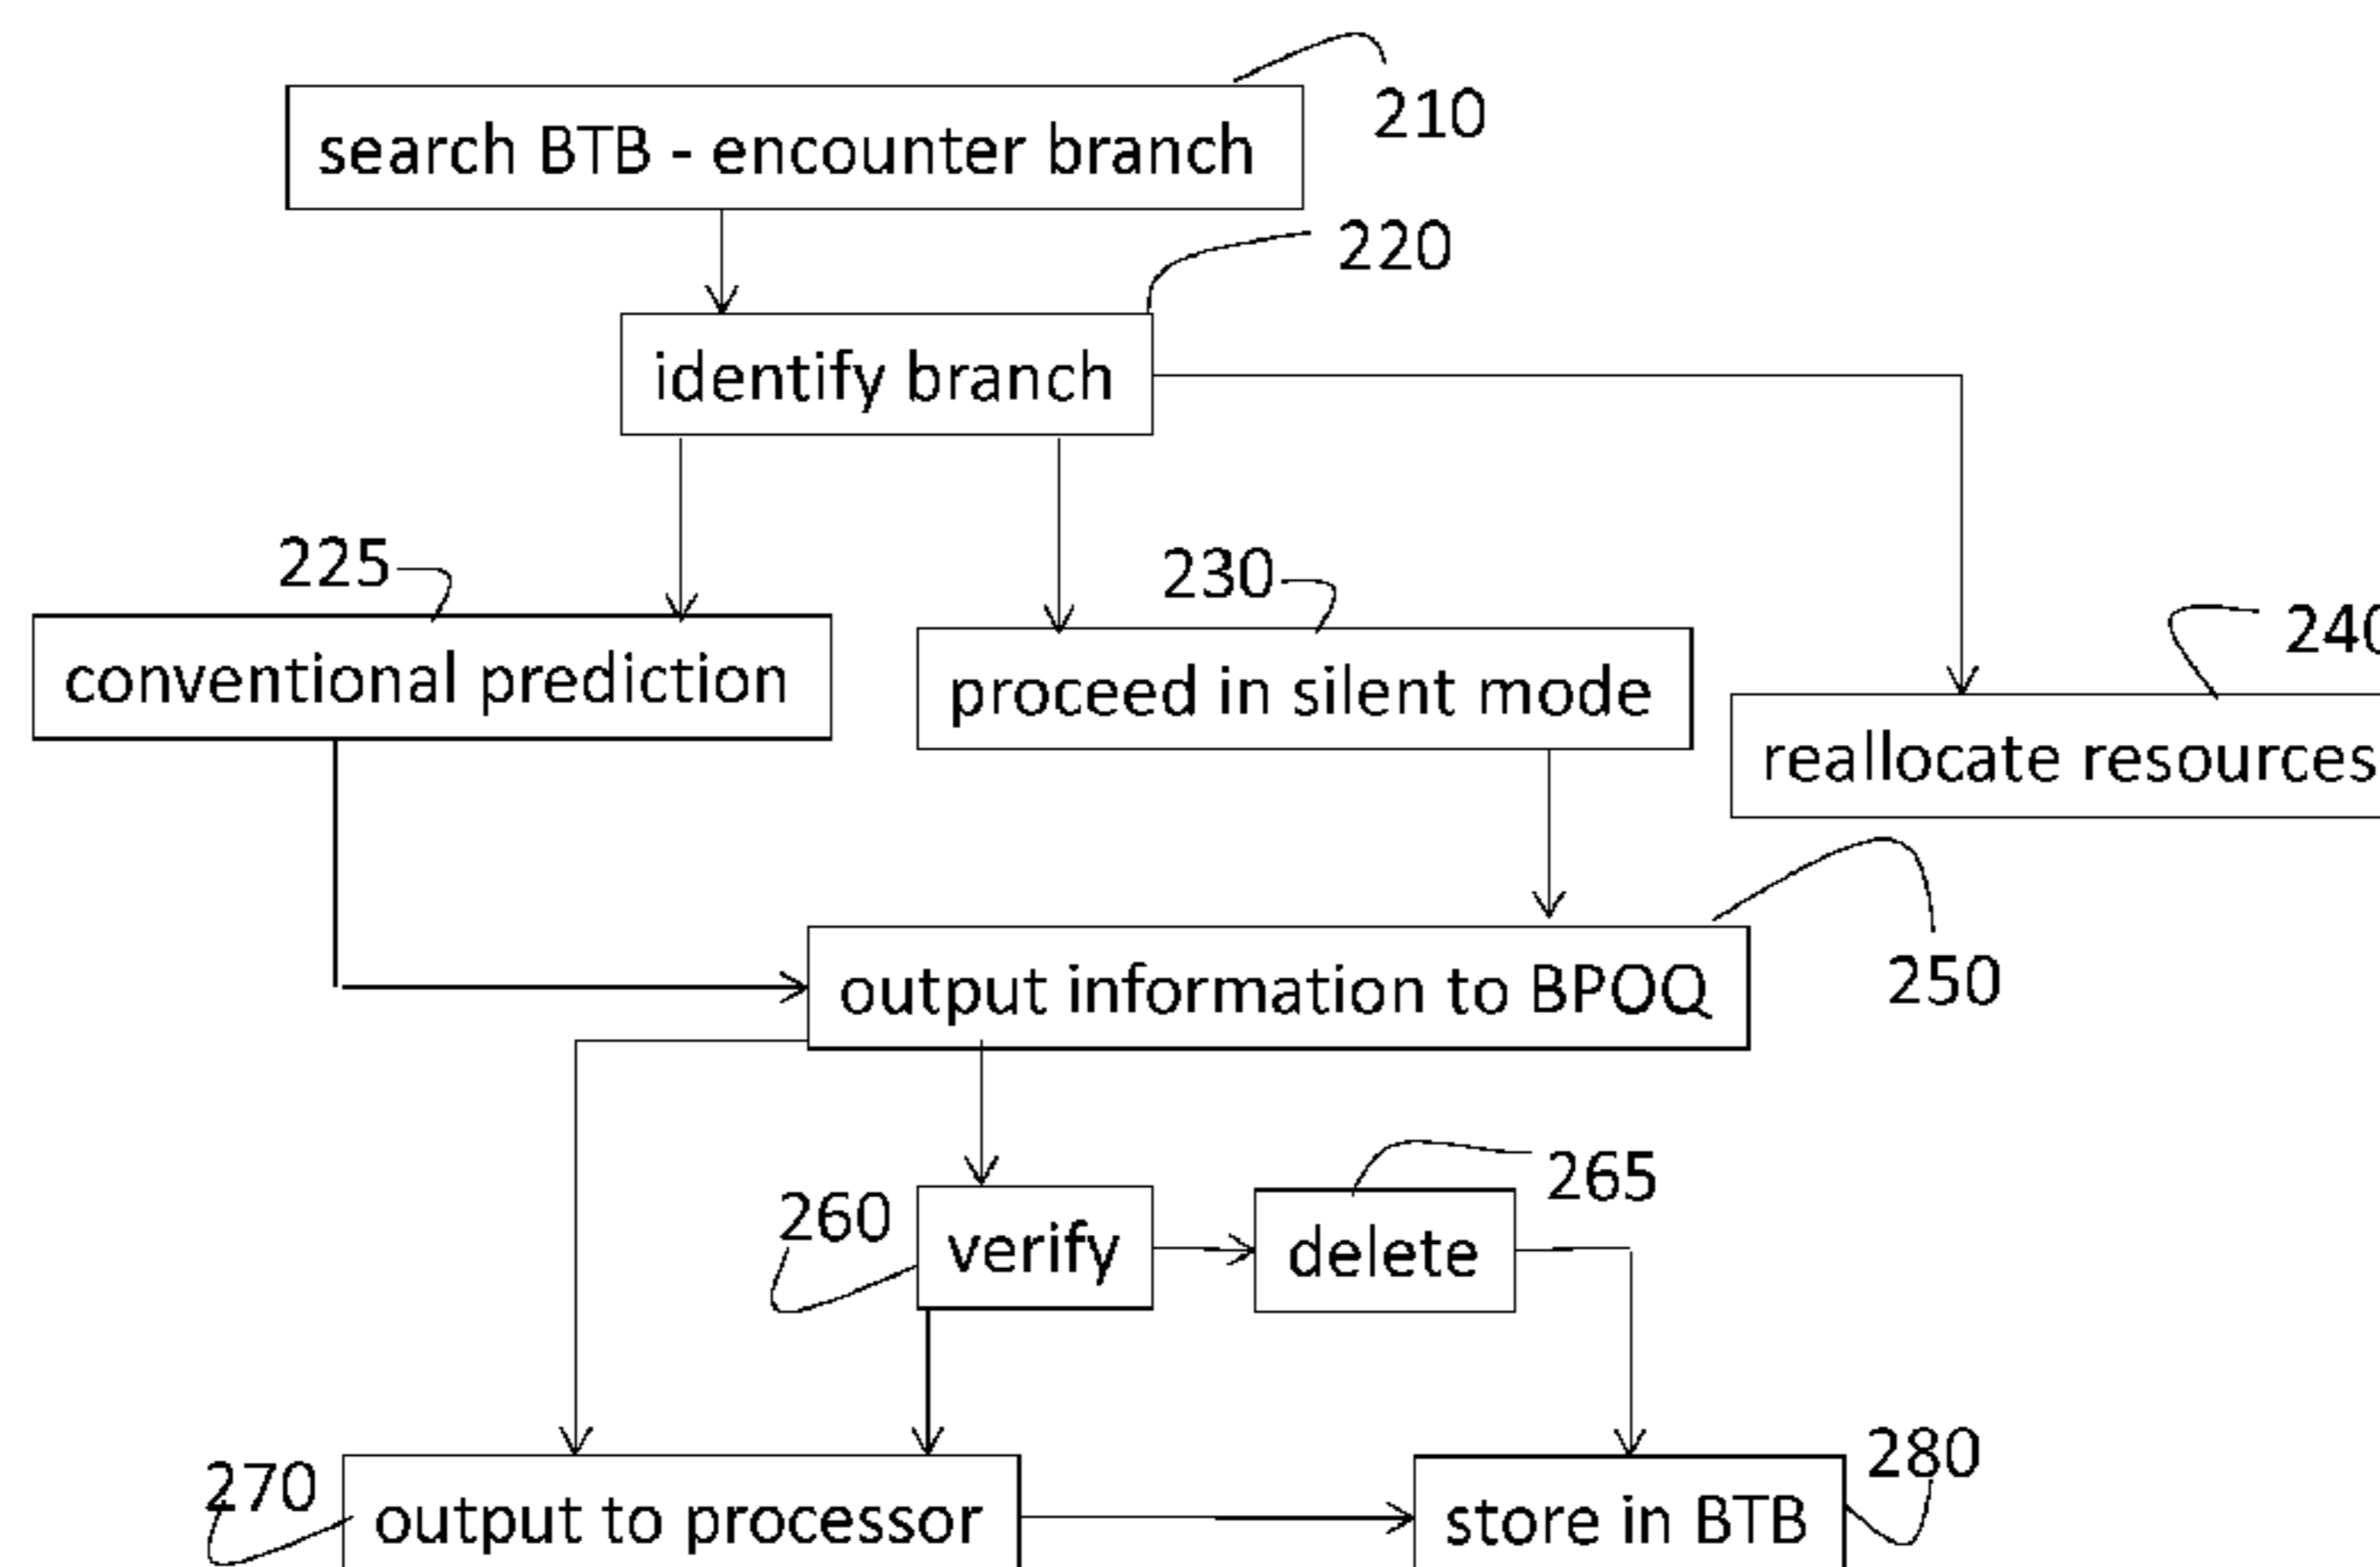 210
search BTB - encounter branch
220
identify branch
225
230
240
conventional prediction
proceed in silent mode
reallocate resources
output information to BPOQ
250
265
260
verify
delete
280
270
output to processor
store in BTB